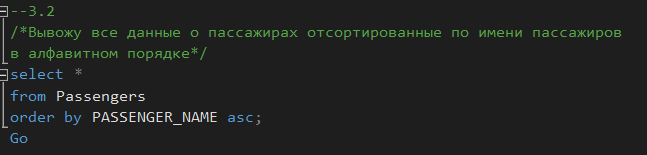 --3.2
/*Вывожу все данные о пассажирах отсортированные по имени пассажиров
в алфавитном порядке*/
select *
from Passengers
order by PASSENGER_NAME asc;
Go